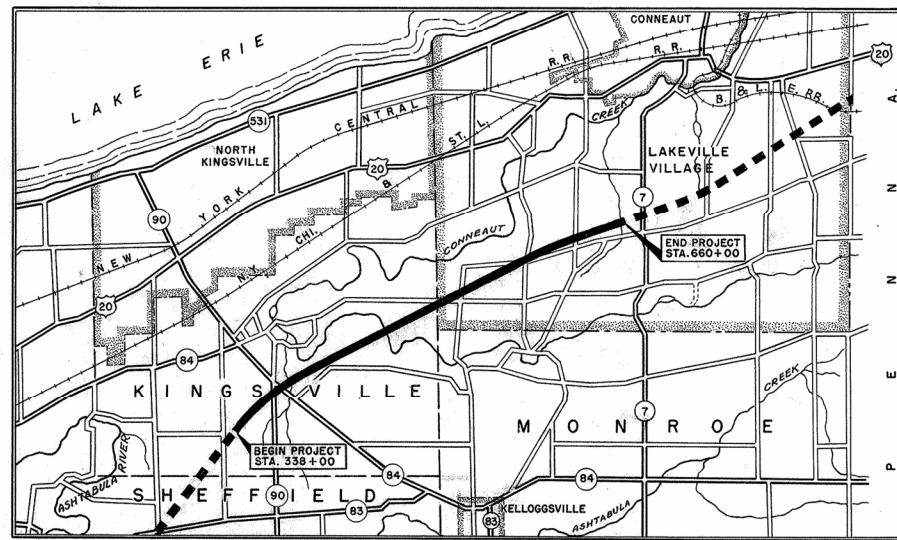 CONNEAUT
LAKE ERIE
R. R.
R. R.
20
B. & L. E. RR.
CREEK
531
CENTRAL
NORTH
KINGSVILLE
ST. L.
20
LAKEVILLE
VILLAGE
&
YORK
7
90
CHI.
CONNEAUT
END PROJECT
STA. 660+00
NEW
N.Y.
20
PENNA.
84
KINGSVILLE
CREEK
MONROE
7
BEGIN PROJECT
STA. 338+00
RIVER
ASHTABULA
84
84
SHEFFIELD
90
83
KELLOGGSVILLE
83
ASHTABULA